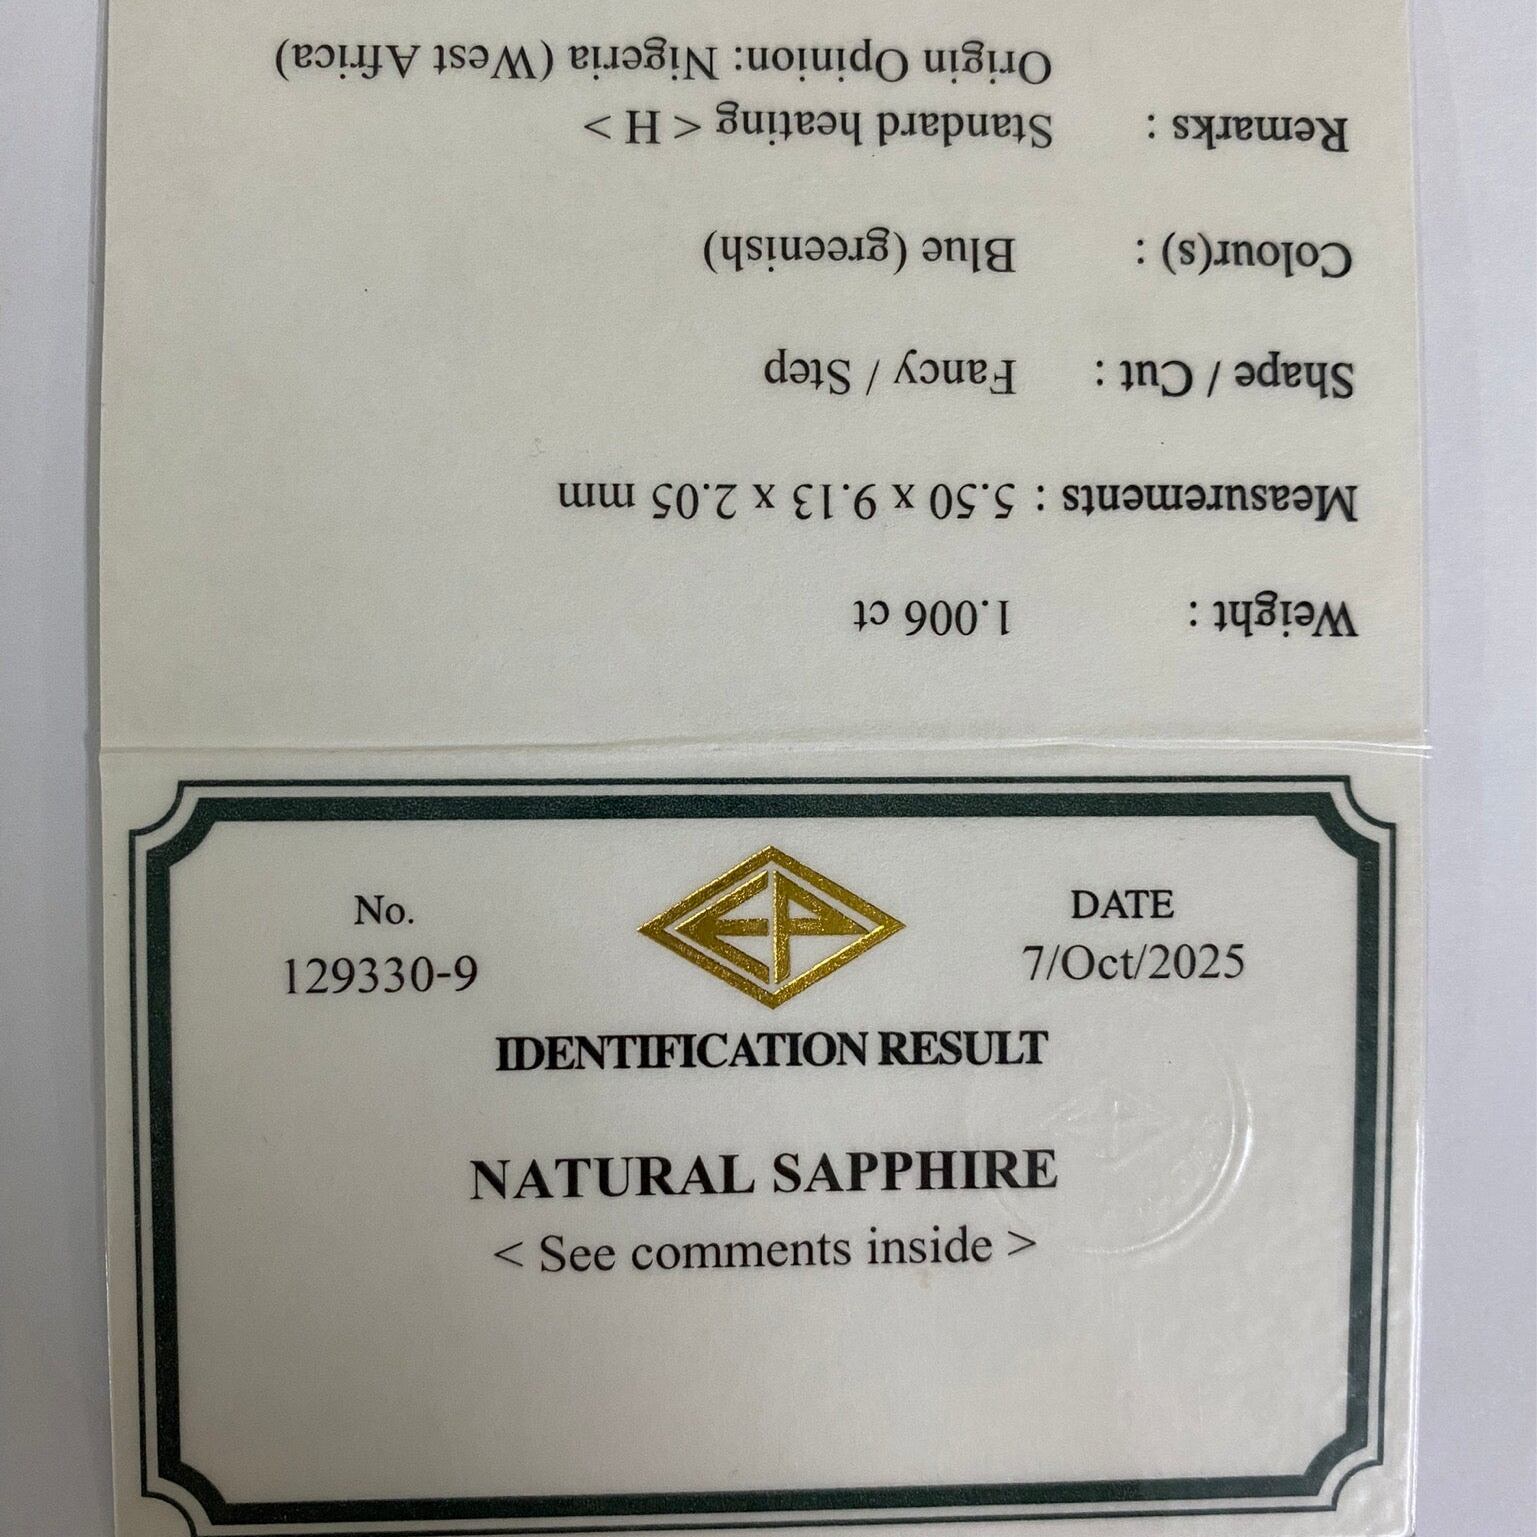 Weight : 1.006 ct
Measurements : 5.50 x 9.13 x 2.05 mm
Shape / Cut : Fancy / Step
Colour(s) : Blue (greenish)
Remarks : Standard heating < H >
Origin Opinion: Nigeria (West Africa)
No.
129330-9
EP
DATE
7/Oct/2025
IDENTIFICATION RESULT
NATURAL SAPPHIRE
< See comments inside >